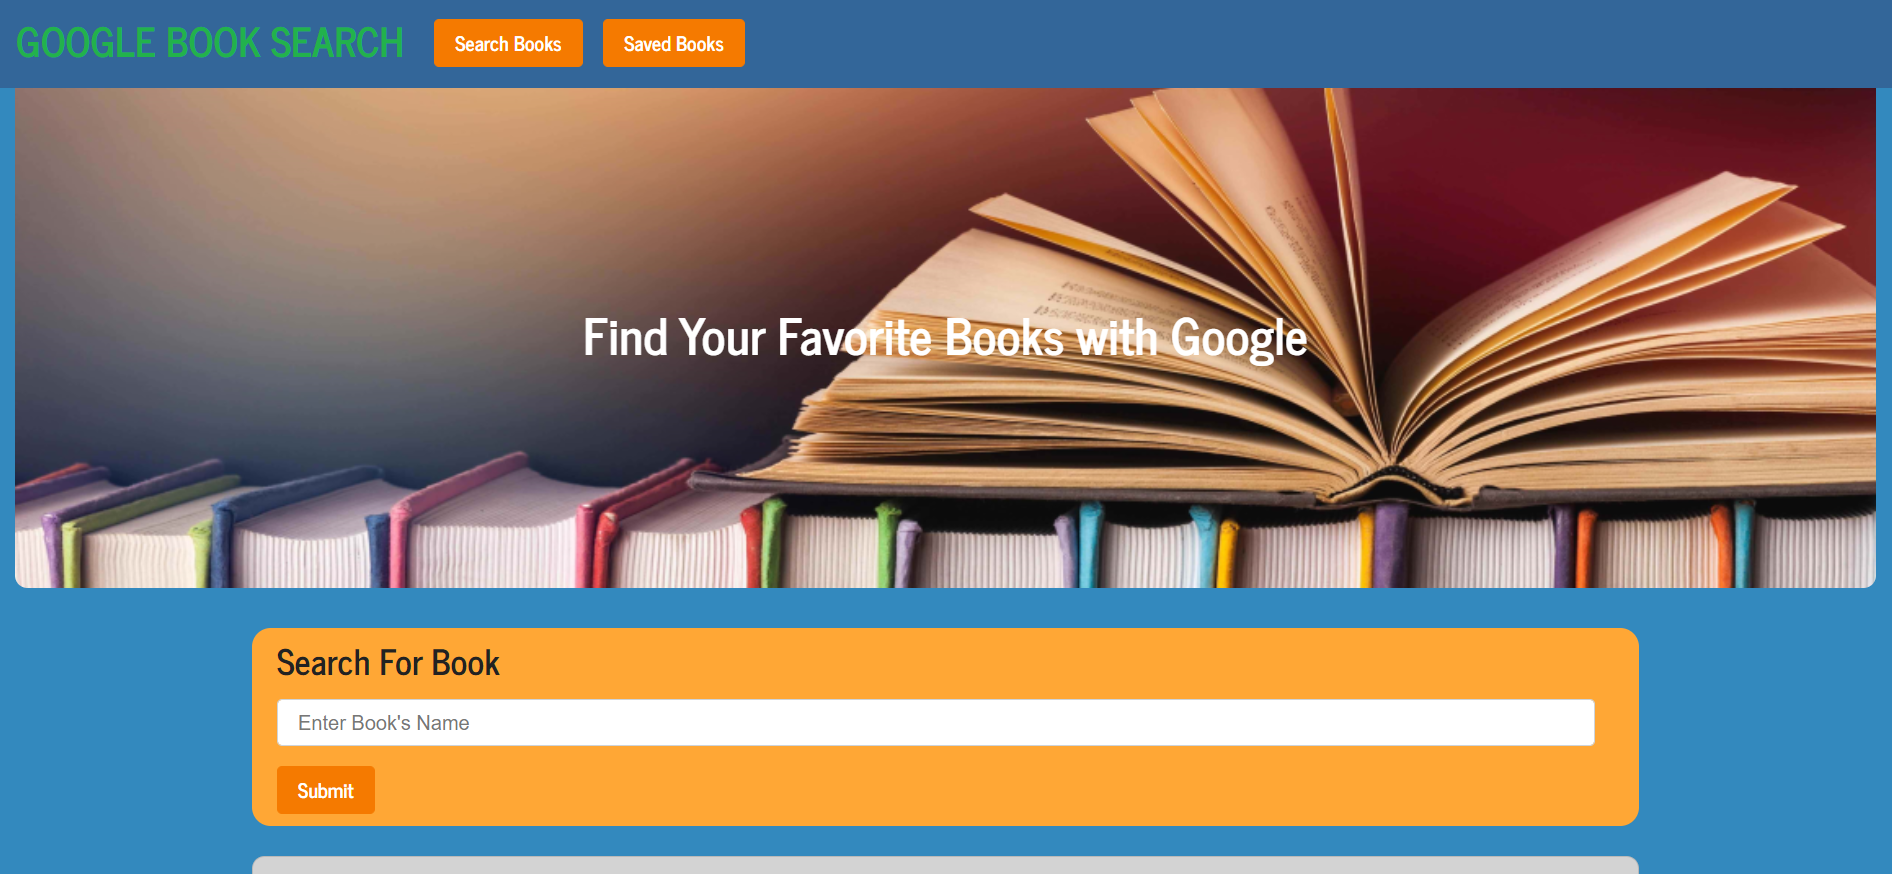 GOOGLE BOOK SEARCH
Search Books
Saved Books
Find Your Favorite Books with Google
Search For Book
Enter Book's Name
Submit